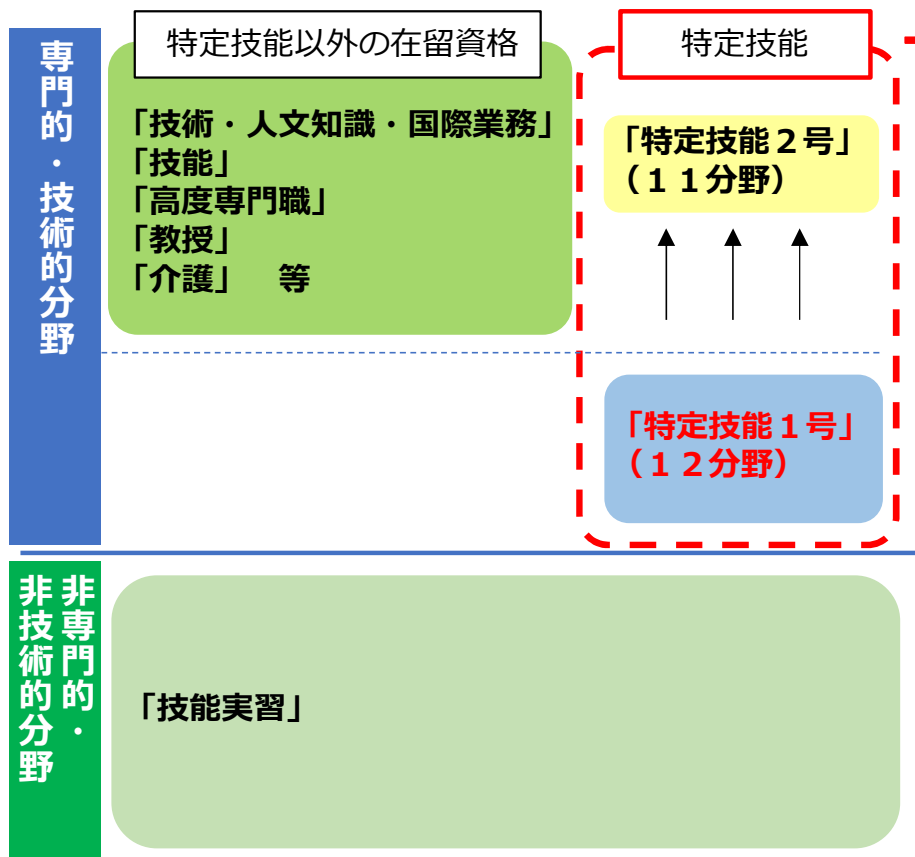 専門的・技術的分野
特定技能以外の在留資格
「技術・人文知識・国際業務」
「技能」
「高度専門職」
「教授」
「介護」　等
特定技能
「特定技能２号」
（１１分野）
「特定技能１号」
（１２分野）
非専門的・
非技術的分野
「技能実習」